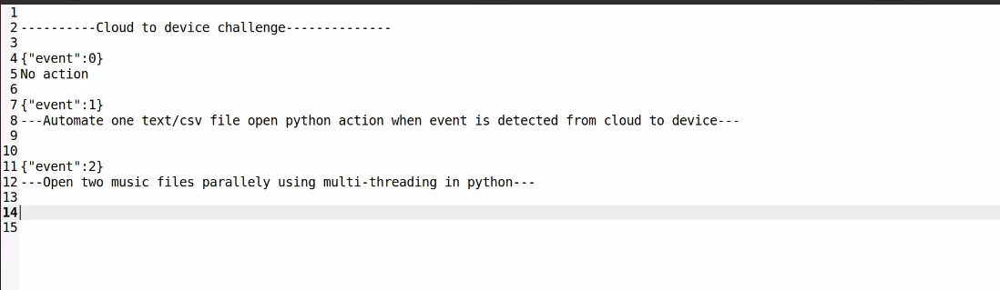 1
2 ----------Cloud to device challenge--------------
3
4 {"event":0}
5 No action
6
7 {"event":1}
8 ---Automate one text/csv file open python action when event is detected from cloud to device---
9
10
11 {"event":2}
12 ---Open two music files parallely using multi-threading in python---
13
14
15